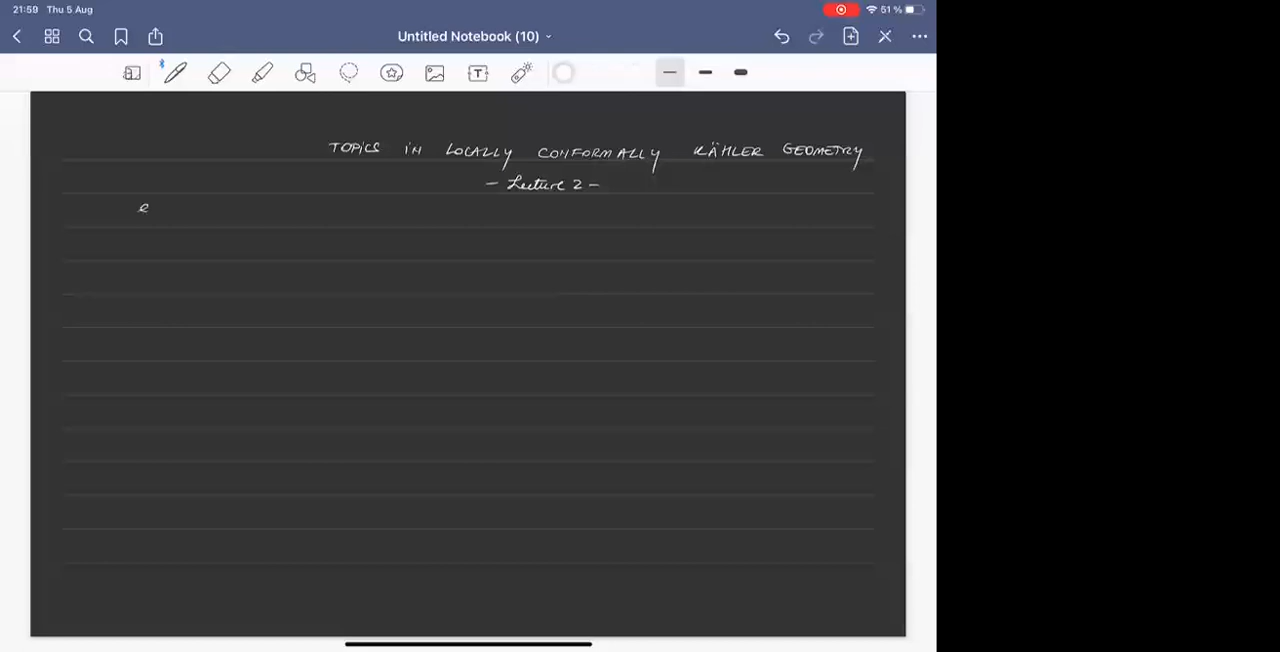 21:59 Thu 5 Aug 51 %
Untitled Notebook (10)
T
TOPICS IN LOCALLY CONFORMALLY KÄHLER GEOMETRY
- Lecture 2 -
e